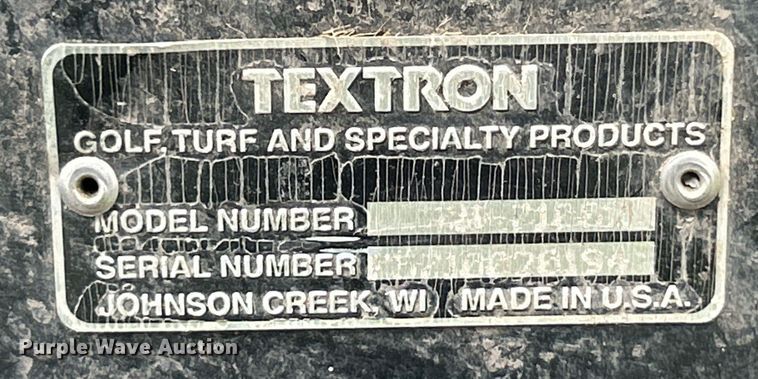 TEXTRON
GOLF, TURF AND SPECIALTY PRODUCTS
MODEL NUMBER
SERIAL NUMBER
JOHNSON CREEK, WI MADE IN U.S.A.
Purple Wave Auction